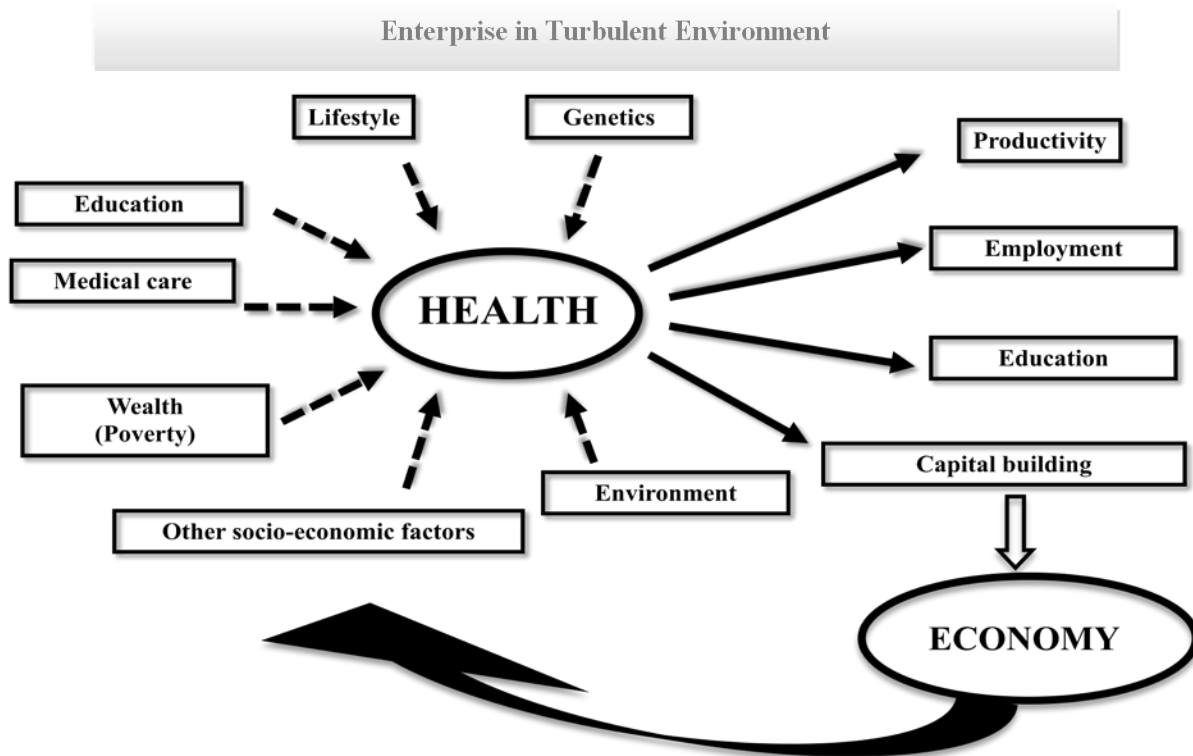 Enterprise in Turbulent Environment
Lifestyle
Genetics
Productivity
Education
Employment
Medical care
HEALTH
Education
Wealth
(Poverty)
Capital building
Environment
Other socio-economic factors
ECONOMY